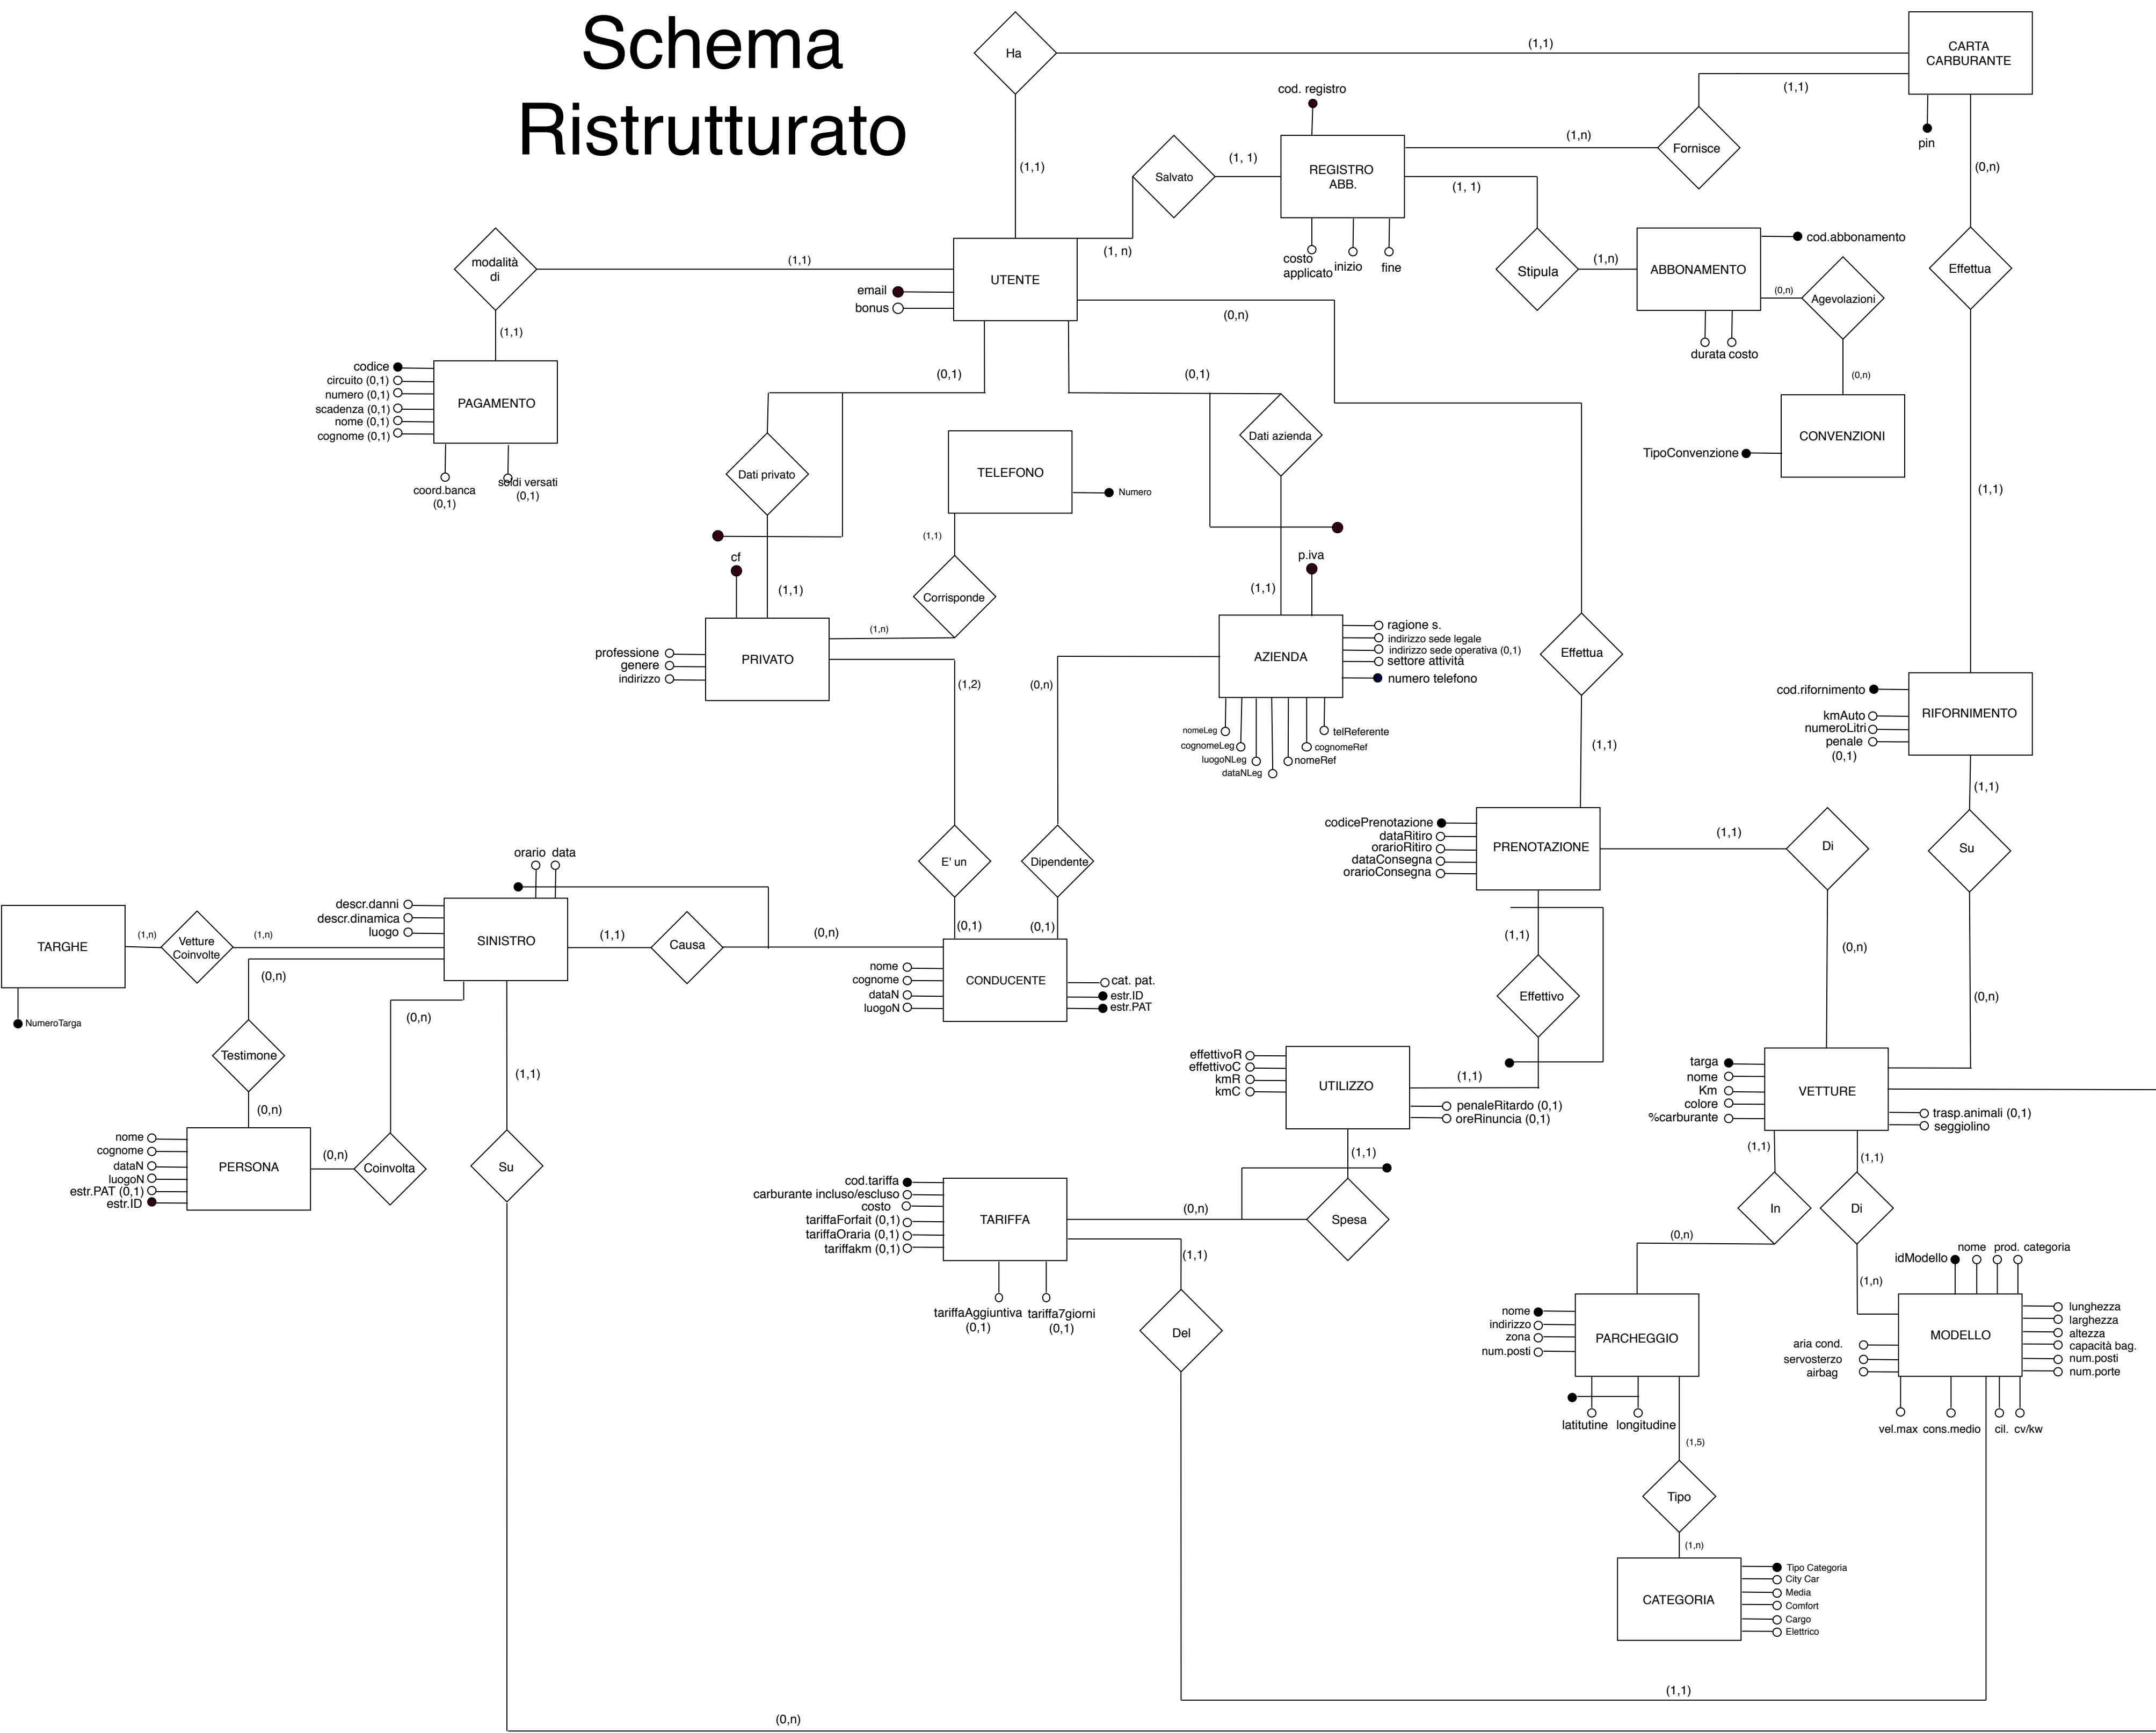 Schema
Ristrutturato
Ha
(1,1)
CARTA
CARBURANTE
(1,1)
pin
(0,n)
cod. registro
(1,n)
Fornisce
(1,1)
Salvato
(1, 1)
REGISTRO
ABB.
(1, 1)
costo
applicato
inizio
fine
(1, n)
modalità
di
(1,1)
UTENTE
email
bonus
(0,n)
Stipula
(1,n)
ABBONAMENTO
cod.abbonamento
durata
costo
(0,n)
Agevolazioni
Effettua
(1,1)
(0,n)
CONVENZIONI
TipoConvenzione
codice
circuito (0,1)
numero (0,1)
scadenza (0,1)
nome (0,1)
cognome (0,1)
PAGAMENTO
coord.banca
(0,1)
soldi versati
(0,1)
(0,1)
(0,1)
Dati privato
TELEFONO
Numero
Dati azienda
(1,1)
(1,1)
cf
(1,1)
Corrisponde
(1,n)
p.iva
(1,1)
professione
genere
indirizzo
PRIVATO
(1,2)
(0,n)
AZIENDA
ragione s.
indirizzo sede legale
indirizzo sede operativa (0,1)
settore attività
numero telefono
nomeLeg
cognomeLeg
luogoNLeg
dataNLeg
nomeRef
cognomeRef
telReferente
Effettua
(1,1)
cod.rifornimento
kmAuto
numeroLitri
penale
(0,1)
RIFORNIMENTO
(1,1)
codicePrenotazione
dataRitiro
orarioRitiro
dataConsegna
orarioConsegna
PRENOTAZIONE
(1,1)
Di
Su
E' un
Dipendente
(0,1)
(0,1)
orario
data
descr.danni
descr.dinamica
luogo
TARGHE
(1,n)
Vetture
Coinvolte
(1,n)
SINISTRO
(1,1)
Causa
(0,n)
NumeroTarga
(0,n)
(0,n)
(1,1)
nome
cognome
dataN
luogoN
CONDUCENTE
cat. pat.
estr.ID
estr.PAT
(1,1)
Effettivo
(0,n)
(0,n)
Testimone
(0,n)
effettivoR
effettivoC
kmR
kmC
UTILIZZO
(1,1)
penaleRitardo (0,1)
oreRinuncia (0,1)
targa
nome
Km
colore
%carburante
VETTURE
trasp.animali (0,1)
seggiolino
nome
cognome
dataN
luogoN
estr.PAT (0,1)
estr.ID
PERSONA
(0,n)
Coinvolta
Su
(1,1)
(1,1)
(1,1)
cod.tariffa
carburante incluso/escluso
costo
tariffaForfait (0,1)
tariffaOraria (0,1)
tariffakm (0,1)
TARIFFA
(0,n)
Spesa
In
Di
(0,n)
(1,1)
tariffaAggiuntiva
(0,1)
tariffa7giorni
(0,1)
Del
idModello
nome
prod.
categoria
(1,n)
nome
indirizzo
zona
num.posti
PARCHEGGIO
latitutine
longitudine
MODELLO
lunghezza
larghezza
altezza
capacità bag.
num.posti
num.porte
aria cond.
servosterzo
airbag
vel.max
cons.medio
cil.
cv/kw
(1,5)
Tipo
(1,n)
CATEGORIA
Tipo Categoria
City Car
Media
Comfort
Cargo
Elettrico
(1,1)
(0,n)